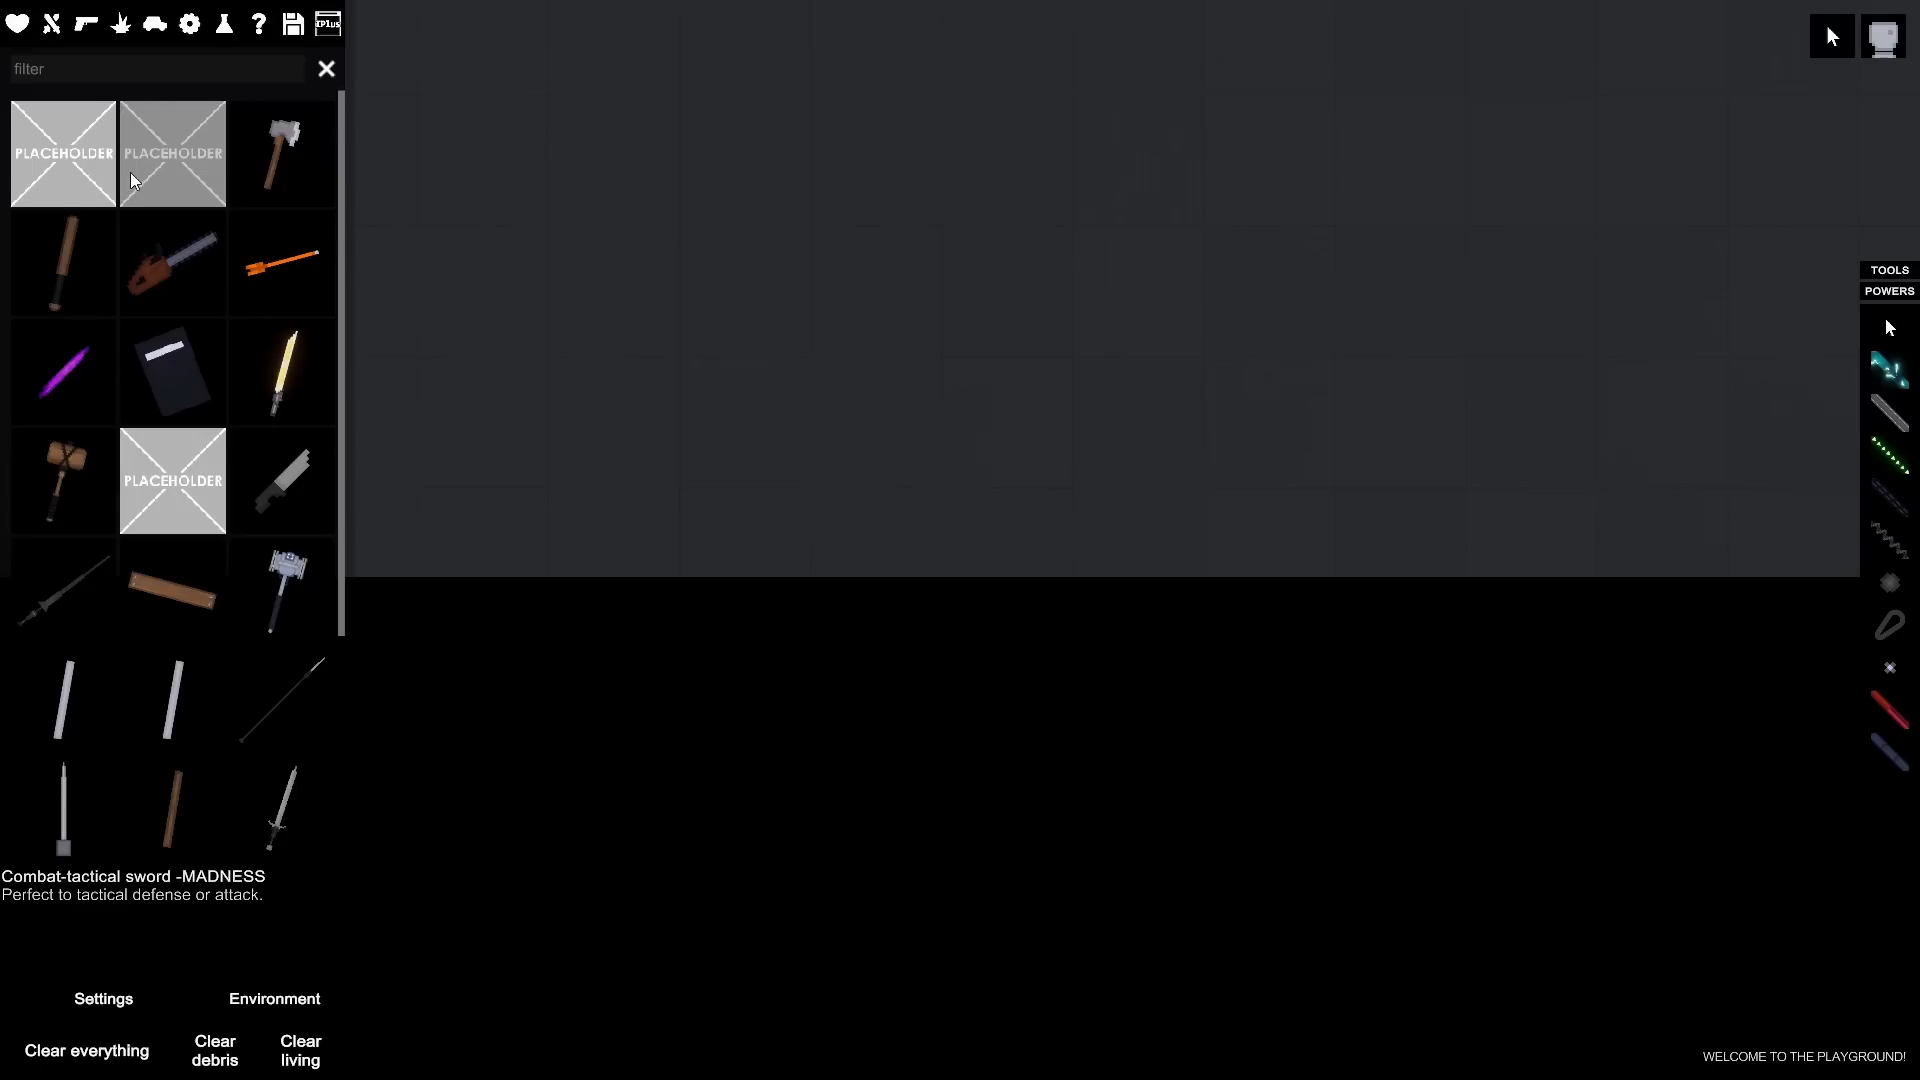 IPlus
filter
PLACEHOLDER PLACEHOLDER
PLACEHOLDER
TOOLS
POWERS
Combat-tactical sword -MADNESS
Perfect to tactical defense or attack.
Settings Environment
Clear everything
Clear debris
Clear living
WELCOME TO THE PLAYGROUND!